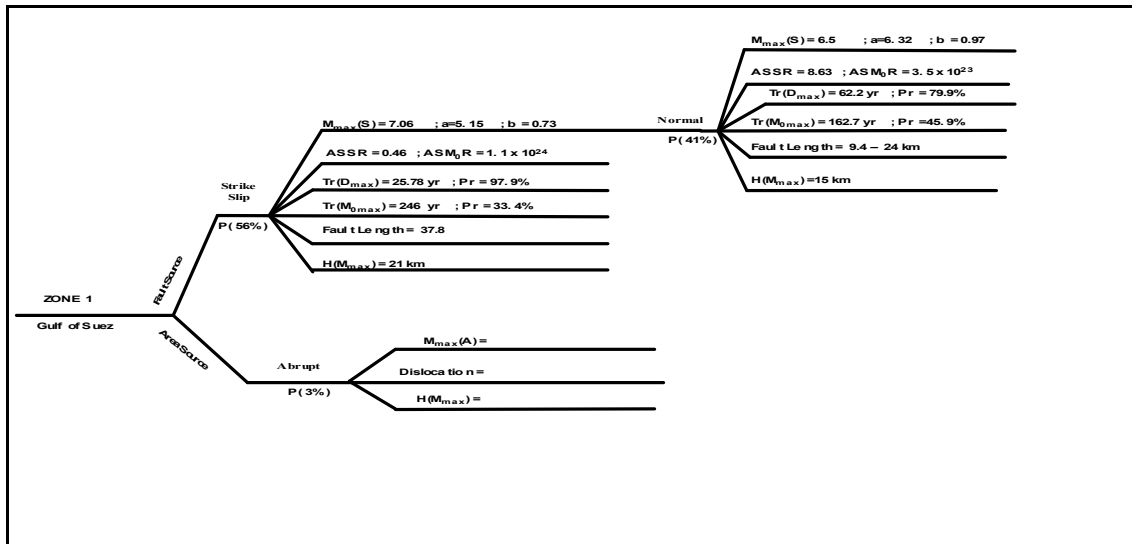 ZONE 1
Gulf of Suez
Fault Source
Area Source
Strike
Slip
P(56%)
Mmax(S) = 7.06 ; a=5.15 ; b = 0.73
ASSR = 0.46 ; ASM₀R = 1.1 x 10²⁴
Tr(Dmax) = 25.78 yr ; Pr = 97.9%
Tr(M₀max) = 246 yr ; Pr = 33.4%
Fault Length = 37.8
H(Mmax) = 21 km
Normal
P(41%)
Mmax(S) = 6.5 ; a=6.32 ; b = 0.97
ASSR = 8.63 ; ASM₀R = 3.5 x 10²³
Tr(Dmax) = 62.2 yr ; Pr = 79.9%
Tr(M₀max) = 162.7 yr ; Pr =45.9%
Fault Length = 9.4 – 24 km
H(Mmax) =15 km
Abrupt
P(3%)
Mmax(A) =
Dislocation =
H(Mmax) =